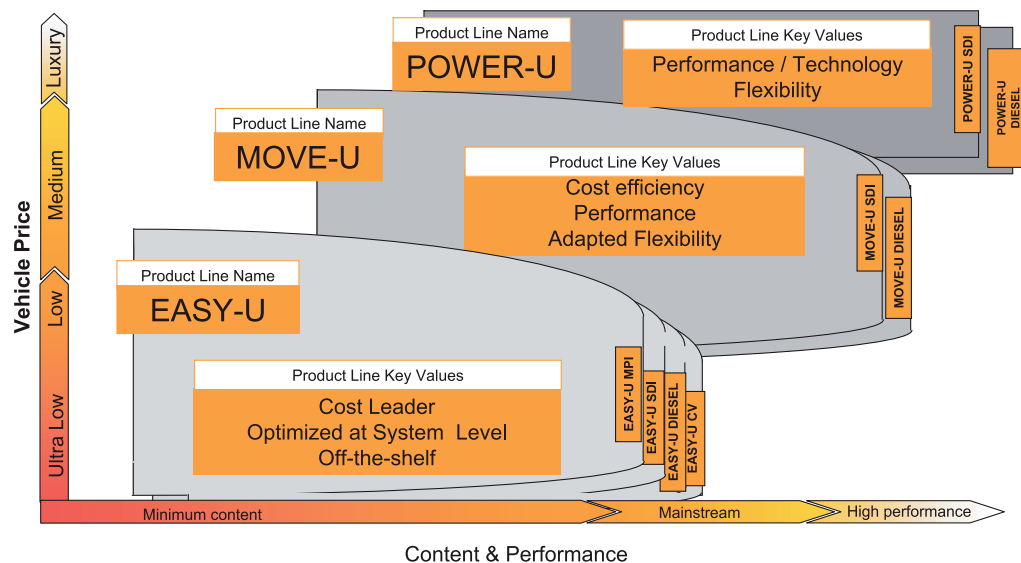 Luxury
Medium
Low
Ultra Low
Vehicle Price
Product Line Name
POWER-U
Product Line Key Values
Performance / Technology
Flexibility
POWER-U SDI
POWER-U
DIESEL
Product Line Name
MOVE-U
Product Line Key Values
Cost efficiency
Performance
Adapted Flexibility
MOVE-U SDI
MOVE-U DIESEL
Product Line Name
EASY-U
Product Line Key Values
Cost Leader
Optimized at System Level
Off-the-shelf
EASY-U MPI
EASY-U SDI
EASY-U DIESEL
EASY-U CV
Minimum content
Mainstream
High performance
Content & Performance